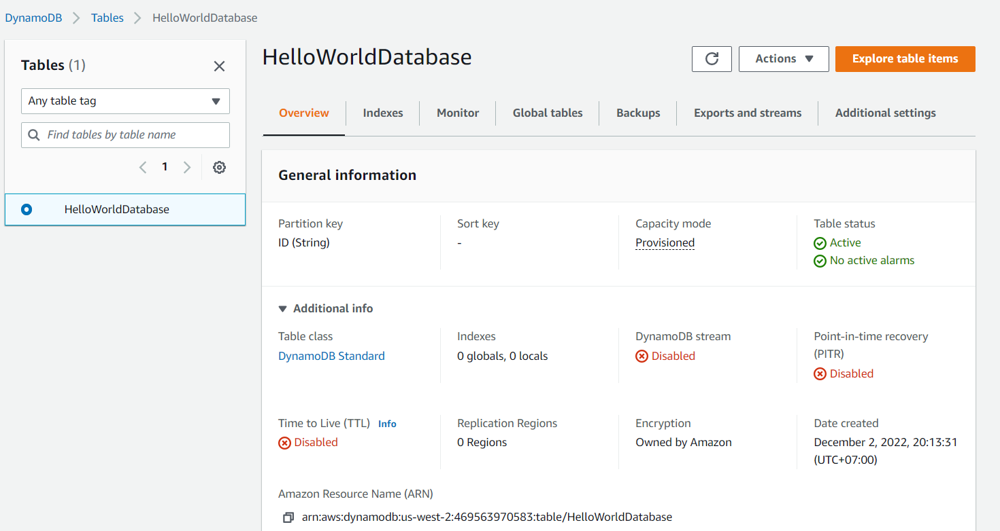 DynamoDB > Tables > HelloWorldDatabase
Tables (1)
Any table tag
Find tables by table name
1
HelloWorldDatabase
HelloWorldDatabase
Actions
Explore table items
Overview
Indexes
Monitor
Global tables
Backups
Exports and streams
Additional settings
General information
Partition key
ID (String)
Sort key
-
Capacity mode
Provisioned
Table status
Active
No active alarms
Additional info
Table class
DynamoDB Standard
Indexes
0 globals, 0 locals
DynamoDB stream
Disabled
Point-in-time recovery
(PITR)
Disabled
Time to Live (TTL) Info
Disabled
Replication Regions
0 Regions
Encryption
Owned by Amazon
Date created
December 2, 2022, 20:13:31
(UTC+07:00)
Amazon Resource Name (ARN)
arn:aws:dynamodb:us-west-2:469563970583:table/HelloWorldDatabase